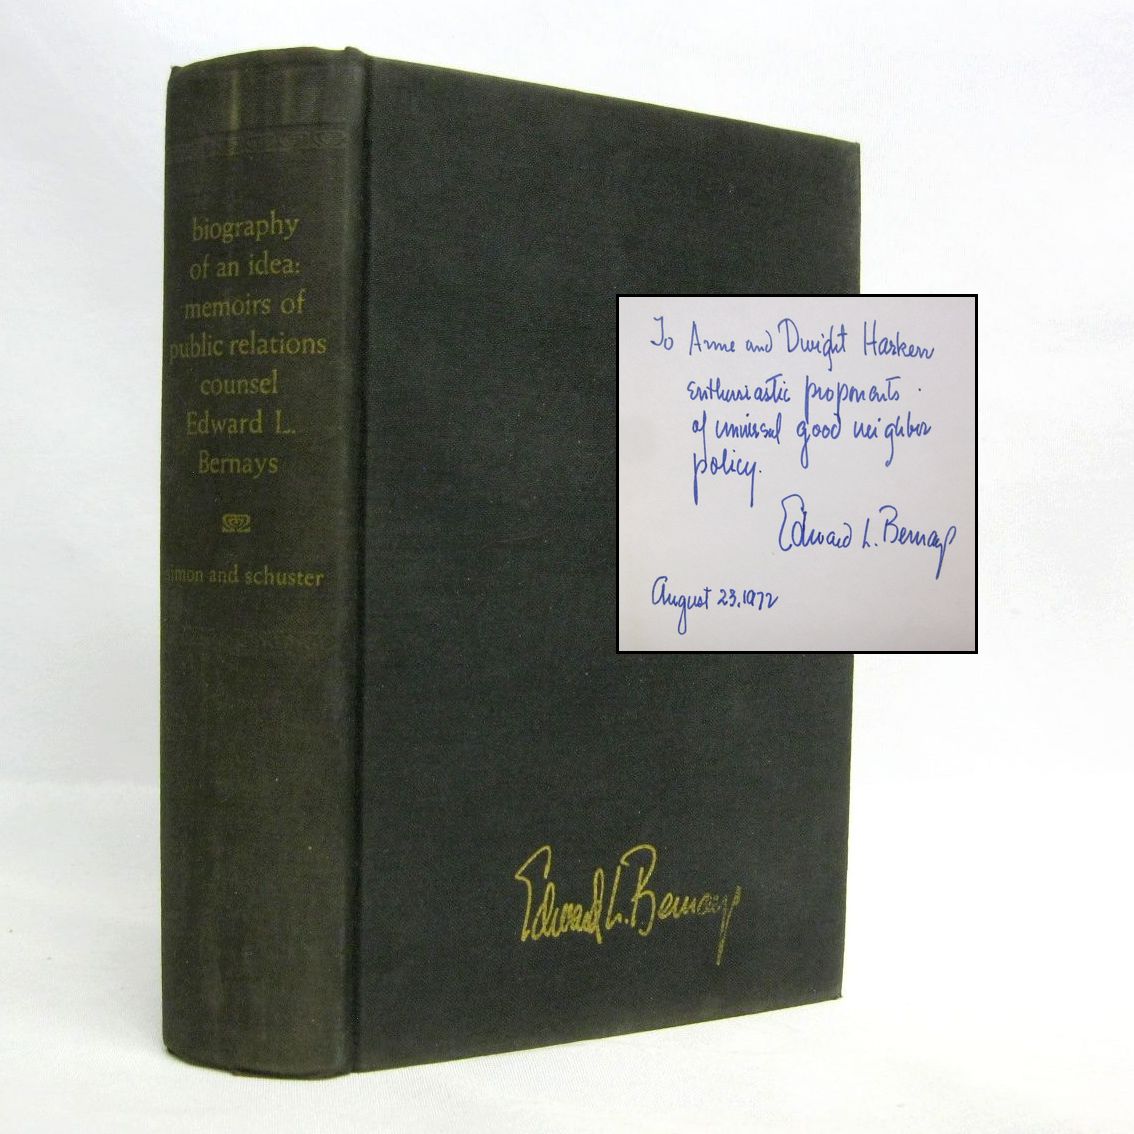 biography
of an idea:
memoirs of
public relations
counsel
Edward L.
Bernays
simon and schuster
To Anne and Dwight Harken
enthusiastic proponents
of universal good neighbor
policy.
Edward L. Bernays
August 23, 1972
Edward L. Bernays